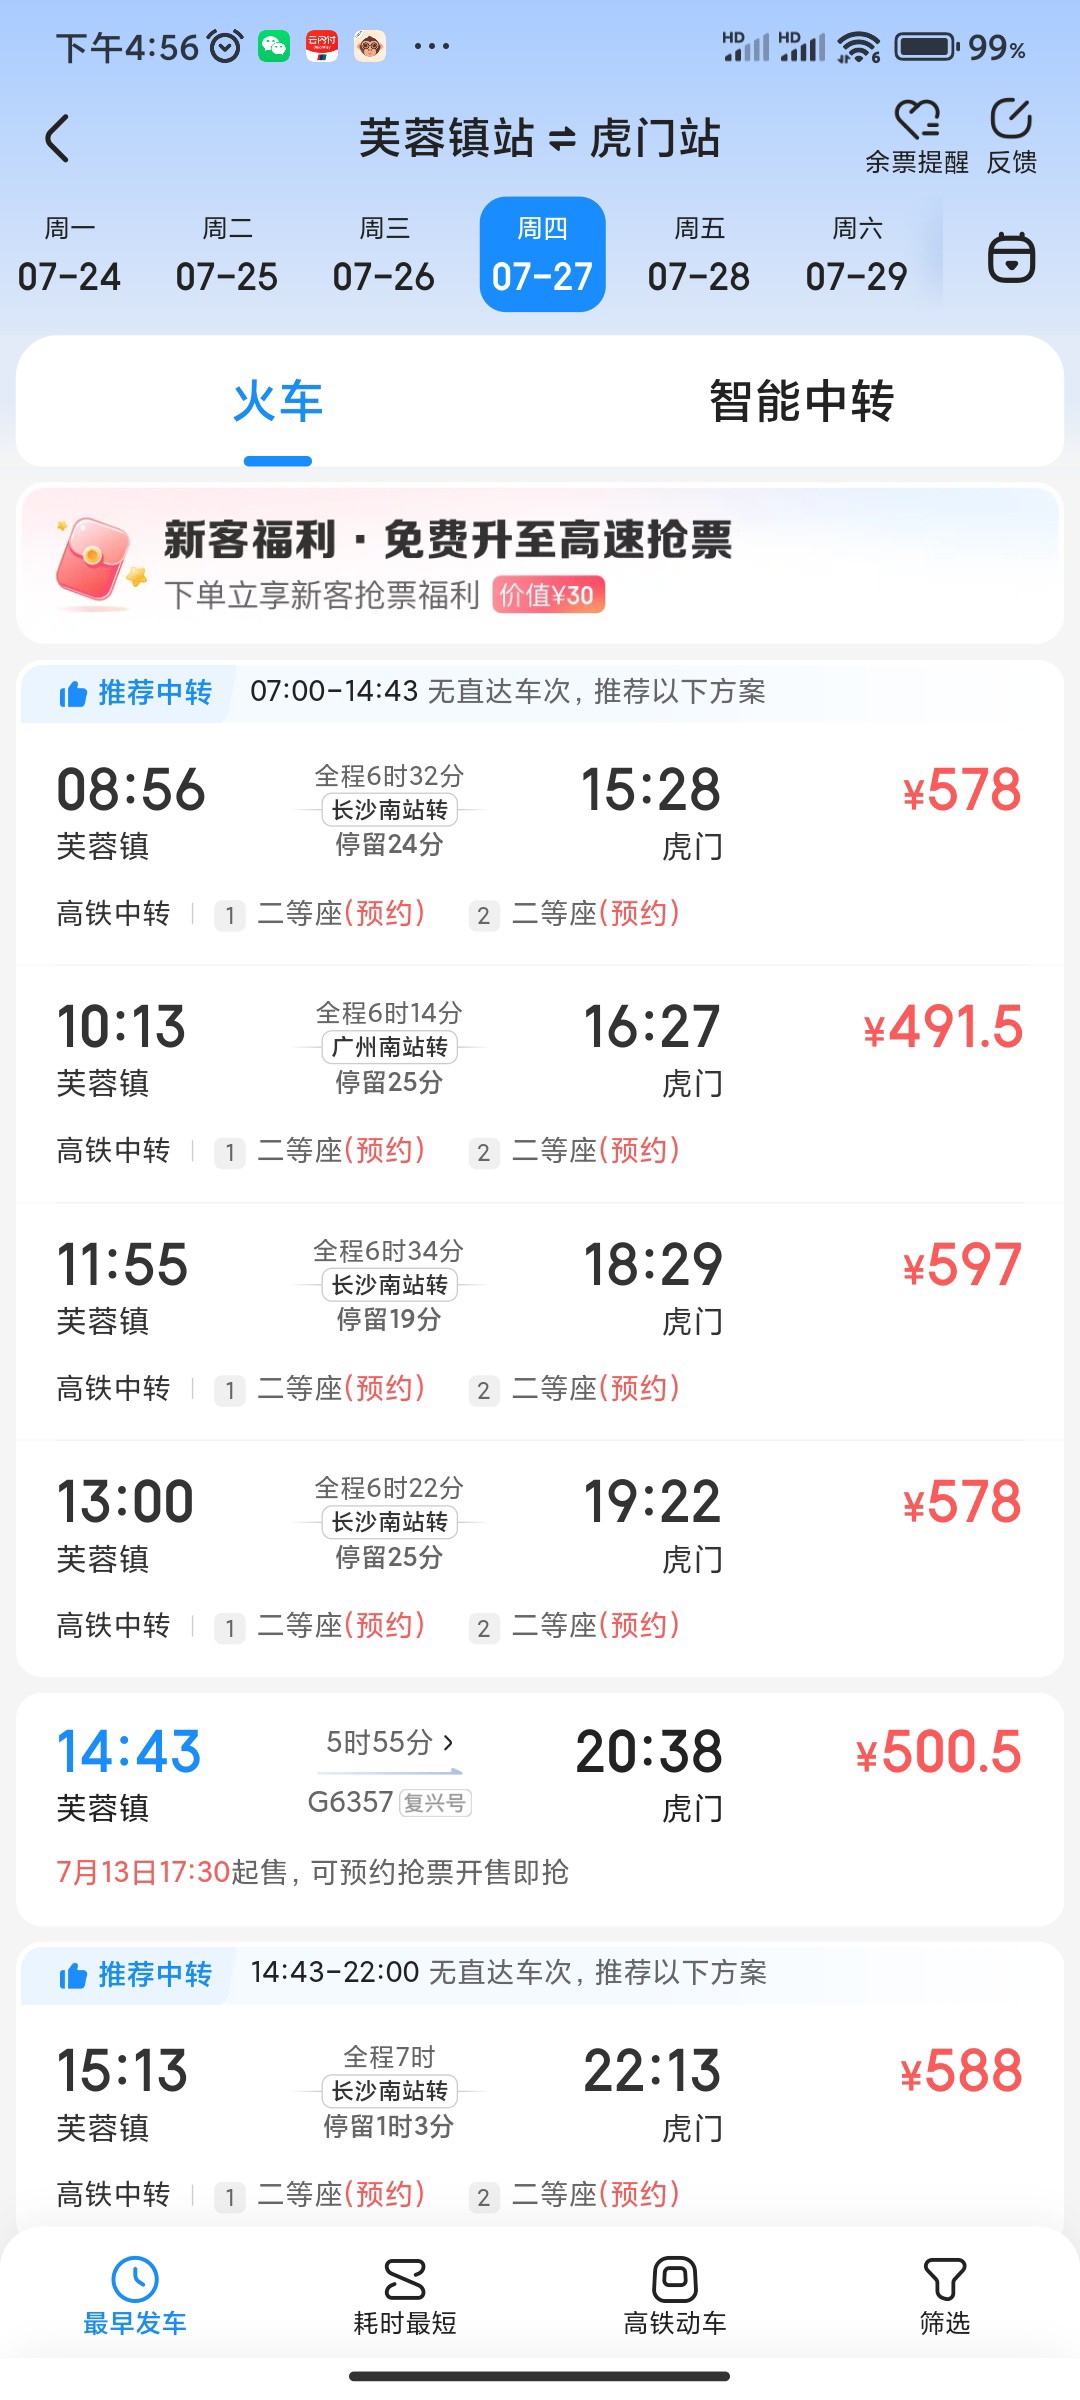 下午4:56 云闪付 ... HD HD 6 99%
芙蓉镇站⇌虎门站
余票提醒 反馈
周一 周二 周三 周四 周五 周六
07-24 07-25 07-26 07-27 07-28 07-29
火车 智能中转
新客福利·免费升至高速抢票
下单立享新客抢票福利 价值¥30
推荐中转 07:00-14:43 无直达车次, 推荐以下方案
全程6时32分
08:56 长沙南站转 15:28 ¥578
芙蓉镇 停留24分 虎门
高铁中转 1 二等座(预约) 2 二等座(预约)
全程6时14分
10:13 广州南站转 16:27 ¥491.5
芙蓉镇 停留25分 虎门
高铁中转 1 二等座(预约) 2 二等座(预约)
全程6时34分
11:55 长沙南站转 18:29 ¥597
芙蓉镇 停留19分 虎门
高铁中转 1 二等座(预约) 2 二等座(预约)
全程6时22分
13:00 长沙南站转 19:22 ¥578
芙蓉镇 停留25分 虎门
高铁中转 1 二等座(预约) 2 二等座(预约)
14:43 5时55分 > 20:38 ¥500.5
芙蓉镇 G6357 复兴号 虎门
7月13日17:30起售, 可预约抢票开售即抢
推荐中转 14:43-22:00 无直达车次, 推荐以下方案
全程7时
15:13 长沙南站转 22:13 ¥588
芙蓉镇 停留1时3分 虎门
高铁中转 1 二等座(预约) 2 二等座(预约)
最早发车 耗时最短 高铁动车 筛选